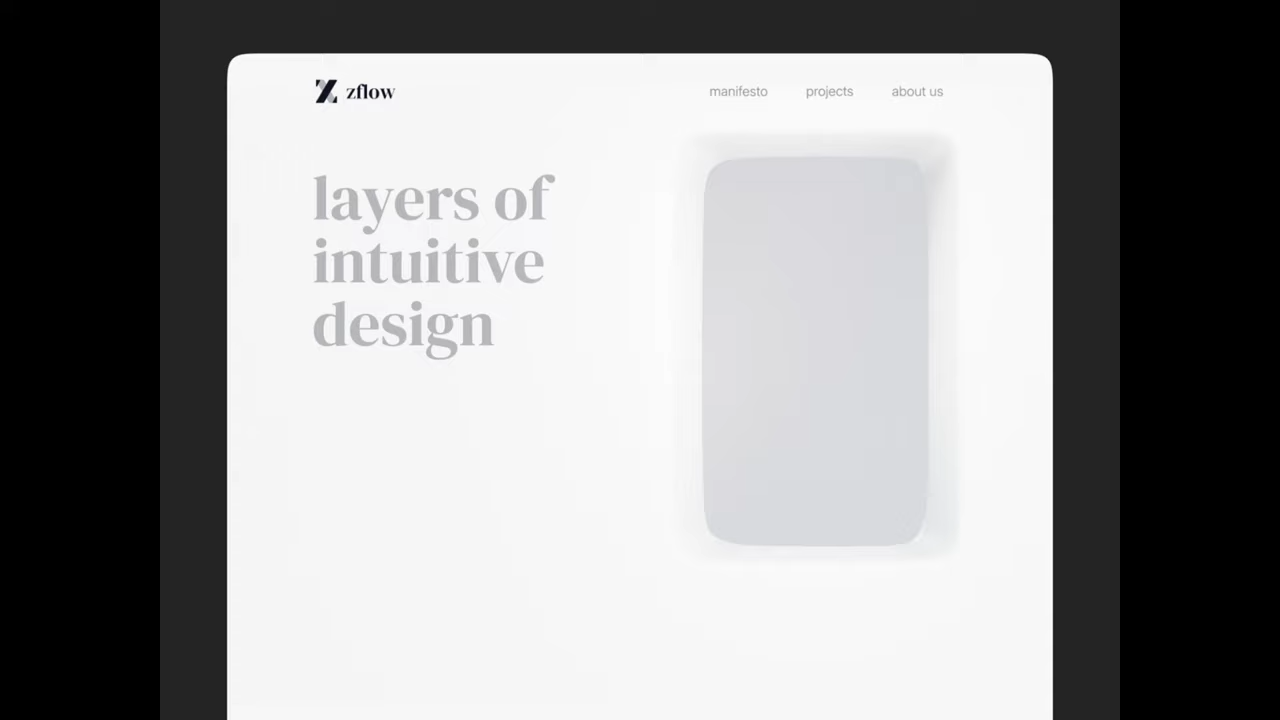 zflow
manifesto projects about us
layers of
intuitive
design